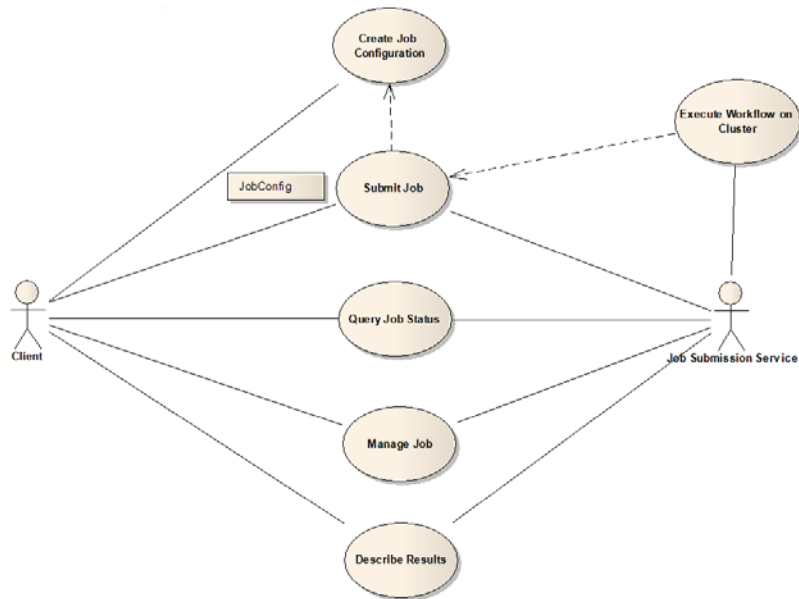 Create Job
Configuration
Execute Workflow on
Cluster
JobConfig
Submit Job
Query Job Status
Client
Job Submission Service
Manage Job
Describe Results